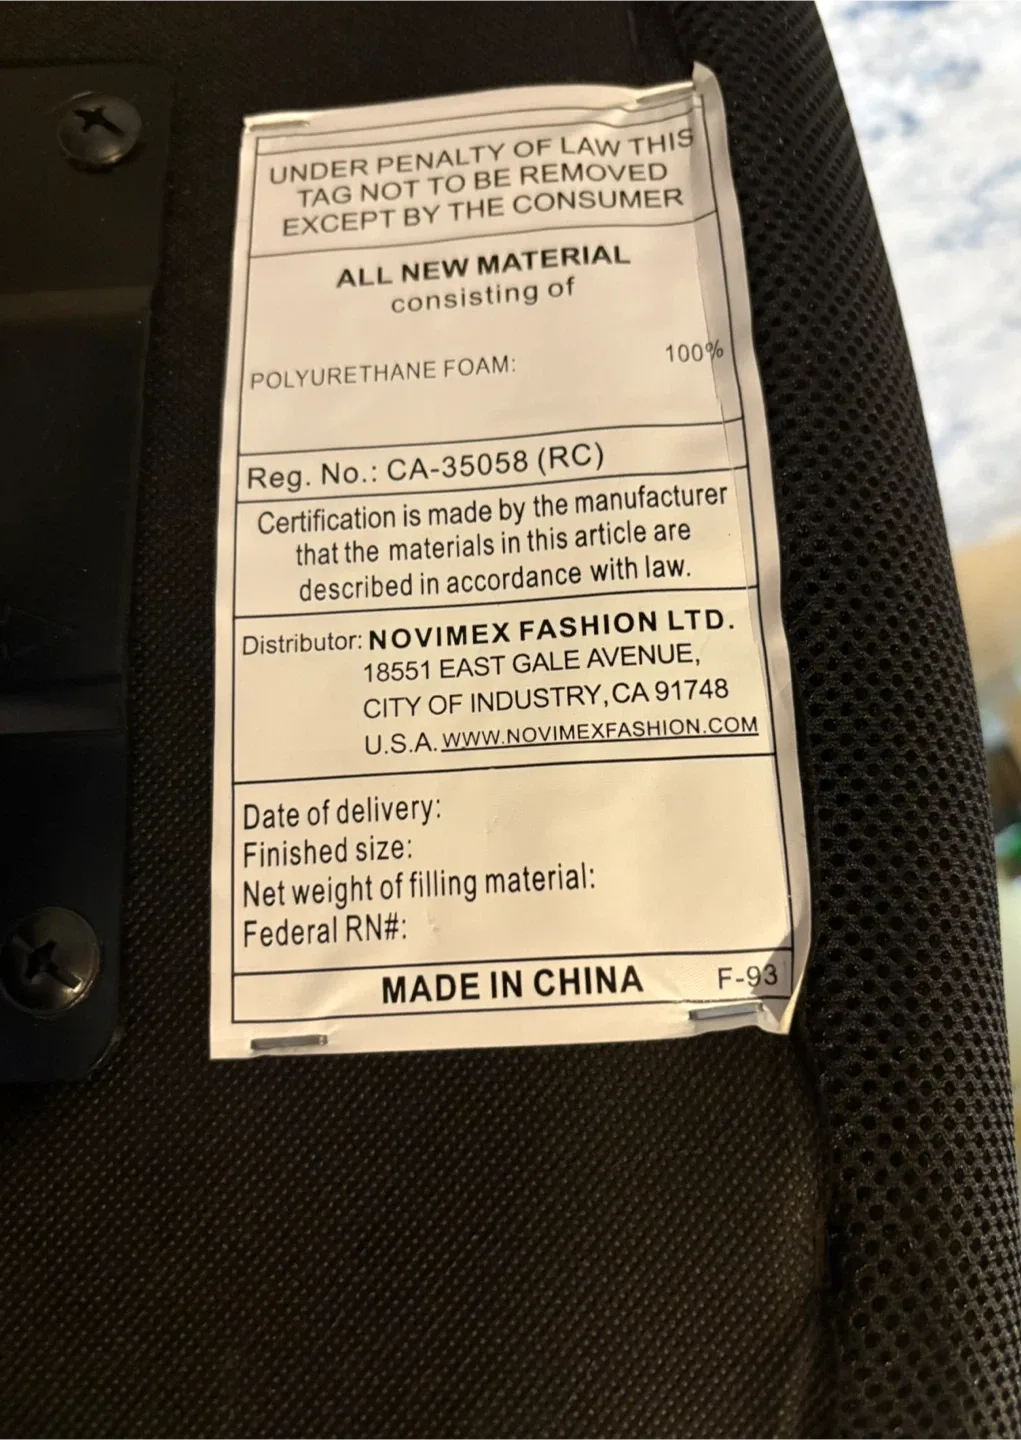 UNDER PENALTY OF LAW THIS
TAG NOT TO BE REMOVED
EXCEPT BY THE CONSUMER
ALL NEW MATERIAL
consisting of
POLYURETHANE FOAM: 100%
Reg. No.: CA-35058 (RC)
Certification is made by the manufacturer
that the materials in this article are
described in accordance with law.
Distributor: NOVIMEX FASHION LTD.
18551 EAST GALE AVENUE,
CITY OF INDUSTRY, CA 91748
U.S.A. WWW.NOVIMEXFASHION.COM
Date of delivery:
Finished size:
Net weight of filling material:
Federal RN#:
MADE IN CHINA F-93